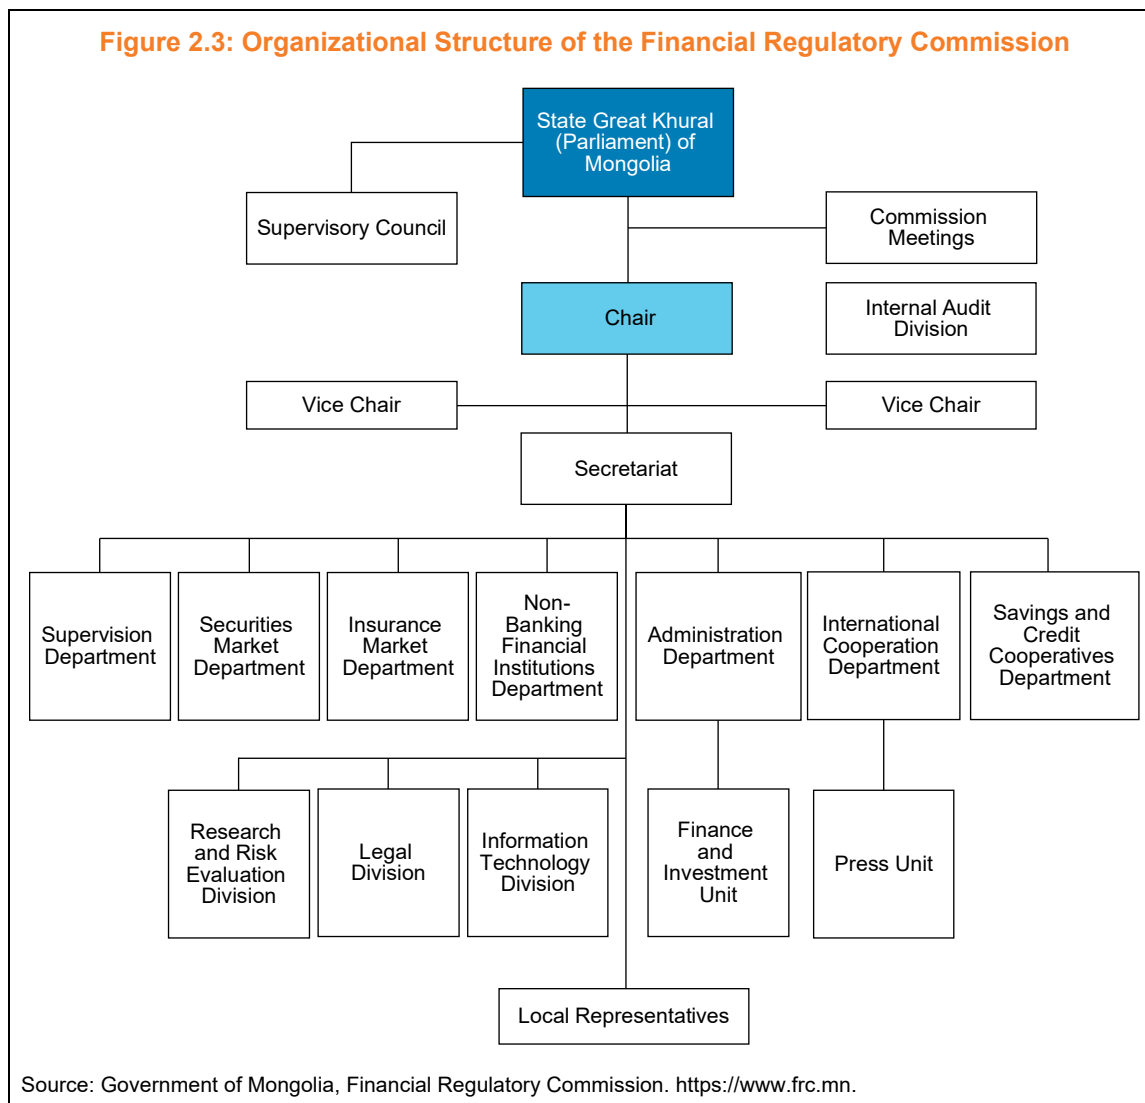 Figure 2.3: Organizational Structure of the Financial Regulatory Commission
State Great Khural
(Parliament) of
Mongolia
Supervisory Council
Commission
Meetings
Chair
Internal Audit
Division
Vice Chair
Vice Chair
Secretariat
Supervision
Department
Securities
Market
Department
Insurance
Market
Department
Non-
Banking
Financial
Institutions
Department
Administration
Department
International
Cooperation
Department
Savings and
Credit
Cooperatives
Department
Research
and Risk
Evaluation
Division
Legal
Division
Information
Technology
Division
Finance
and
Investment
Unit
Press Unit
Local Representatives
Source: Government of Mongolia, Financial Regulatory Commission. https://www.frc.mn.